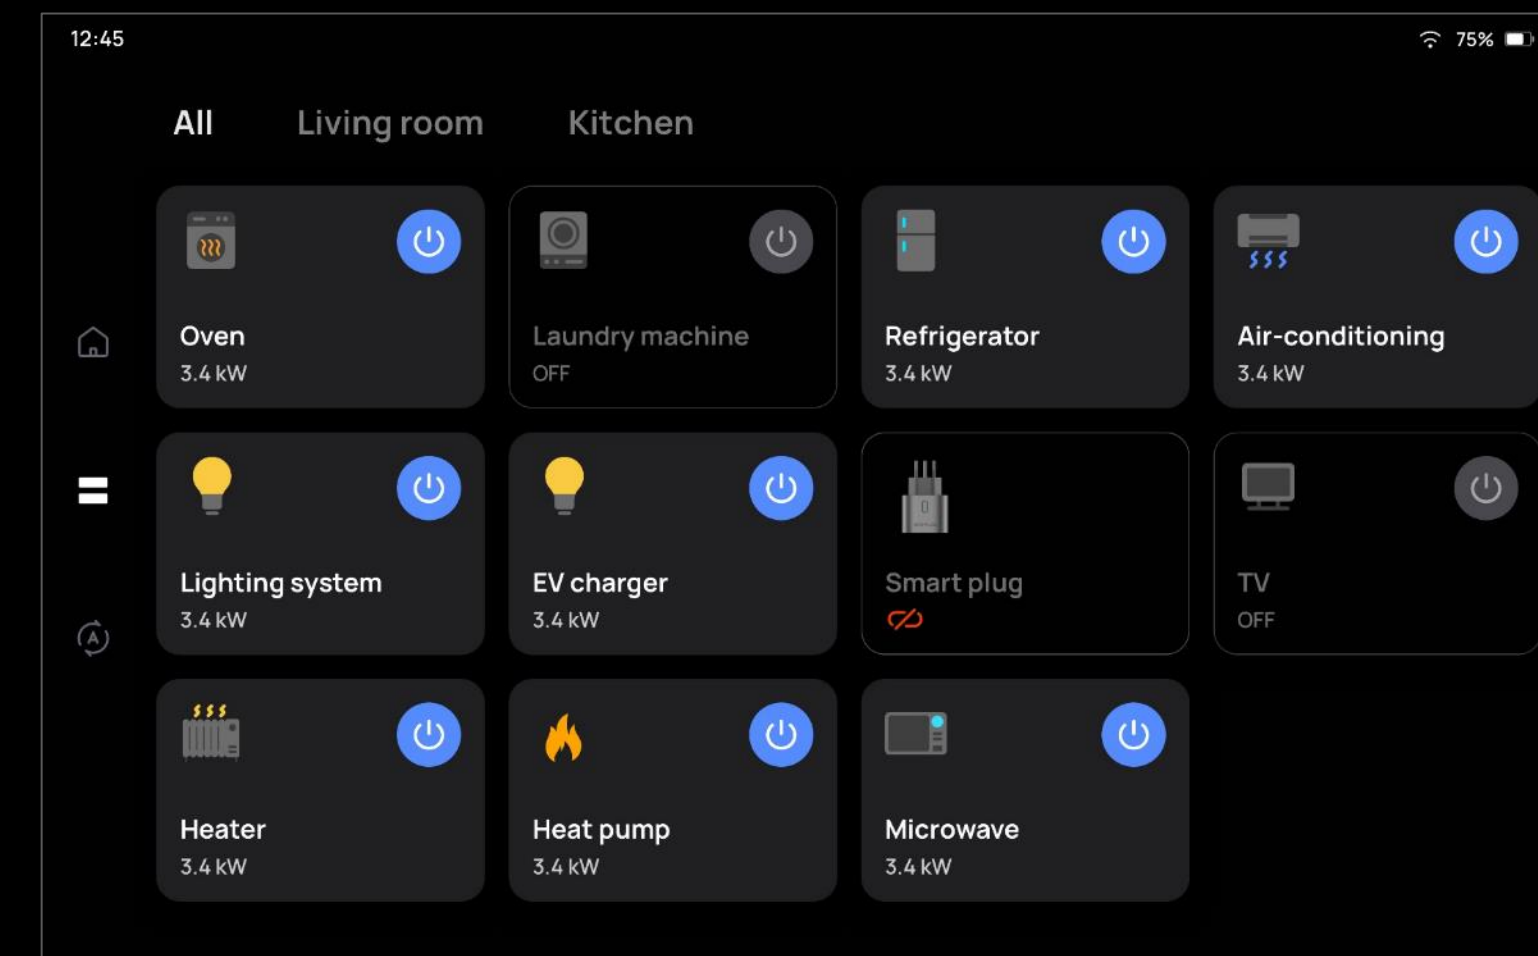 12:45
75%
All Living room Kitchen
Oven
3.4 kW
Laundry machine
OFF
Refrigerator
3.4 kW
Air-conditioning
3.4 kW
Lighting system
3.4 kW
EV charger
3.4 kW
Smart plug
TV
OFF
A
Heater
3.4 kW
Heat pump
3.4 kW
Microwave
3.4 kW